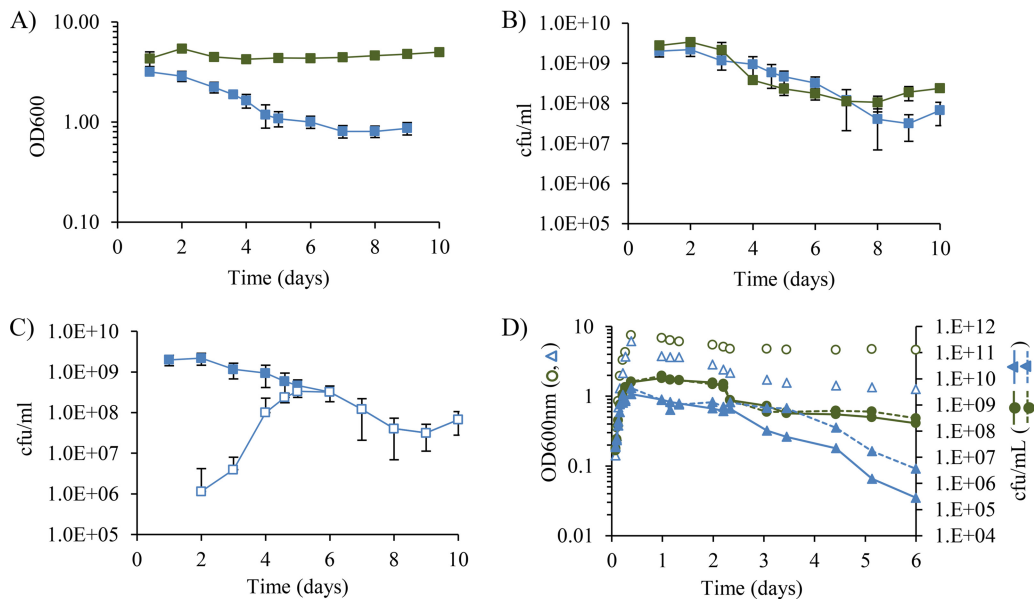 A)
10.00
1.00
0.10
OD600
0 2 4 6 8 10
Time (days)
B)
1.0E+10
1.0E+09
1.0E+08
1.0E+07
1.0E+06
1.0E+05
cfu/ml
0 2 4 6 8 10
Time (days)
C)
1.0E+10
1.0E+09
1.0E+08
1.0E+07
1.0E+06
1.0E+05
cfu/ml
0 2 4 6 8 10
Time (days)
D)
10
1
0.1
0.01
OD600nm ( , )
0 1 2 3 4 5 6
Time (days)
1.E+12
1.E+11
1.E+10
1.E+09
1.E+08
1.E+07
1.E+06
1.E+05
1.E+04
cfu/mL ( )